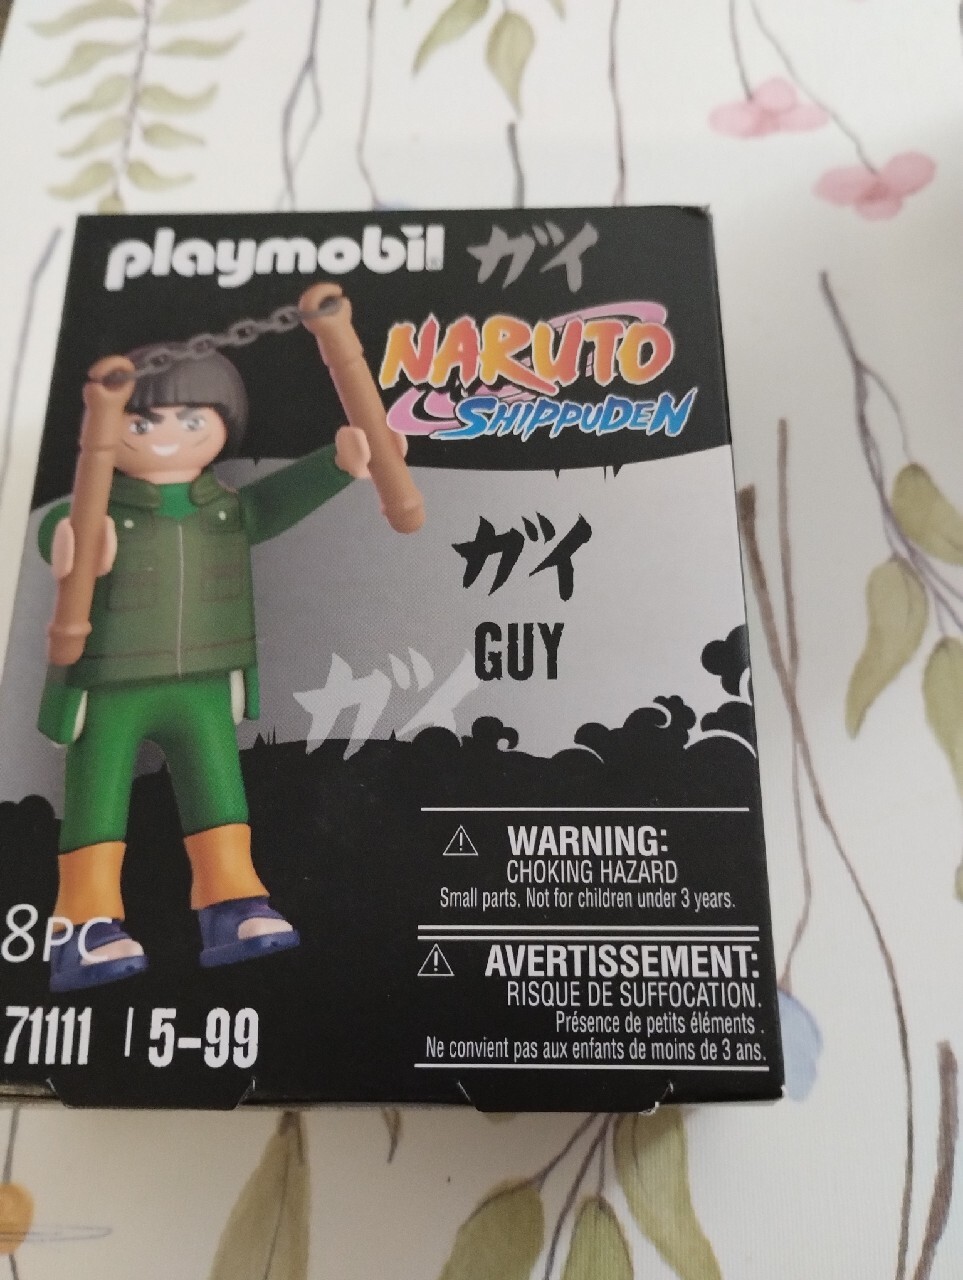 playmobil ガイ
NARUTO
SHIPPUDEN
ガイ
GUY
ガイ
WARNING:
CHOKING HAZARD
Small parts. Not for children under 3 years.
AVERTISSEMENT:
RISQUE DE SUFFOCATION.
Présence de petits éléments .
Ne convient pas aux enfants de moins de 3 ans.
8PC
71111 | 5-99